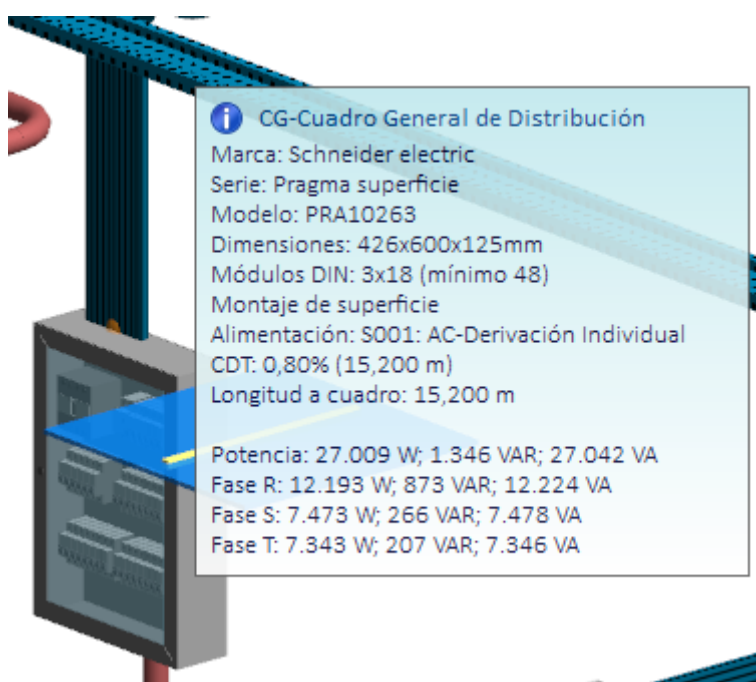 CG-Cuadro General de Distribución
Marca: Schneider electric
Serie: Pragma superficie
Modelo: PRA10263
Dimensiones: 426x600x125mm
Módulos DIN: 3x18 (mínimo 48)
Montaje de superficie
Alimentación: S001: AC-Derivación Individual
CDT: 0,80% (15,200 m)
Longitud a cuadro: 15,200 m
Potencia: 27.009 W; 1.346 VAR; 27.042 VA
Fase R: 12.193 W; 873 VAR; 12.224 VA
Fase S: 7.473 W; 266 VAR; 7.478 VA
Fase T: 7.343 W; 207 VAR; 7.346 VA